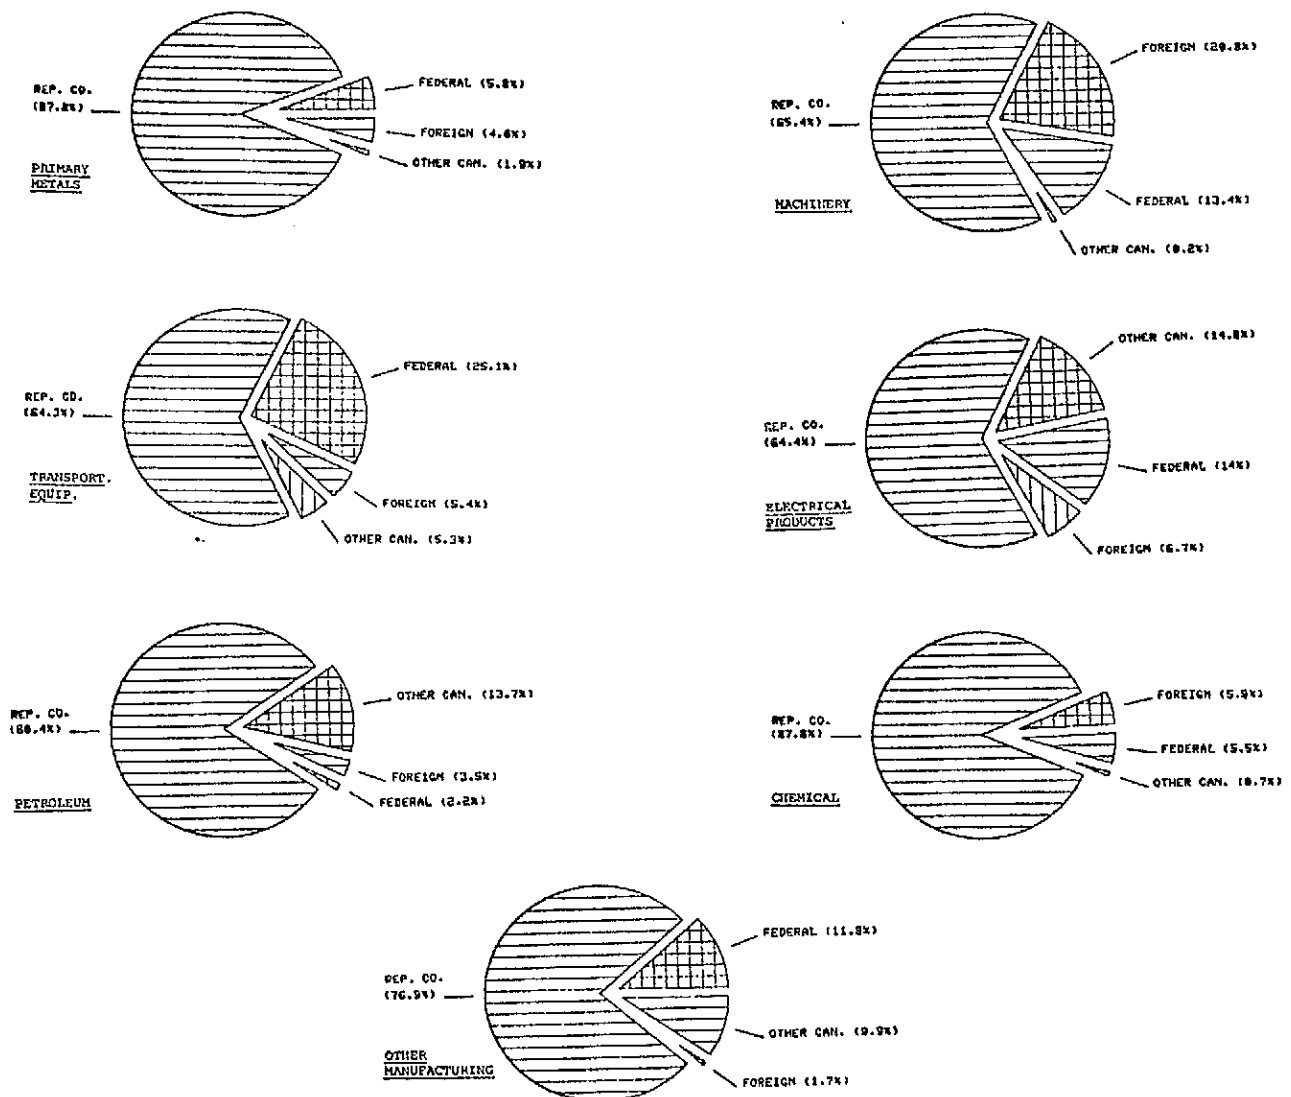 REP. CO.
(87.8%)
FEDERAL (5.8%)
FOREIGN (4.6%)
OTHER CAN. (1.9%)
PRIMARY
METALS
REP. CO.
(65.4%)
FOREIGN (20.8%)
FEDERAL (13.4%)
OTHER CAN. (0.2%)
MACHINERY
REP. CO.
(64.3%)
FEDERAL (25.1%)
FOREIGN (5.4%)
OTHER CAN. (5.3%)
TRANSPORT.
EQUIP.
REP. CO.
(64.4%)
OTHER CAN. (14.8%)
FEDERAL (14%)
FOREIGN (6.7%)
ELECTRICAL
PRODUCTS
REP. CO.
(80.4%)
OTHER CAN. (13.7%)
FOREIGN (3.5%)
FEDERAL (2.2%)
PETROLEUM
REP. CO.
(87.8%)
FOREIGN (5.9%)
FEDERAL (5.5%)
OTHER CAN. (0.7%)
CHEMICAL
REP. CO.
(76.9%)
FEDERAL (11.8%)
OTHER CAN. (9.9%)
FOREIGN (1.7%)
OTHER
MANUFACTURING